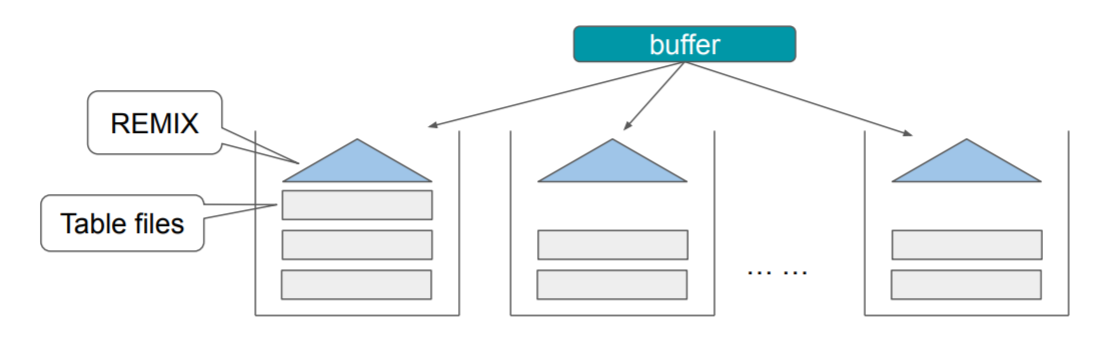 buffer
REMIX
Table files
... ...